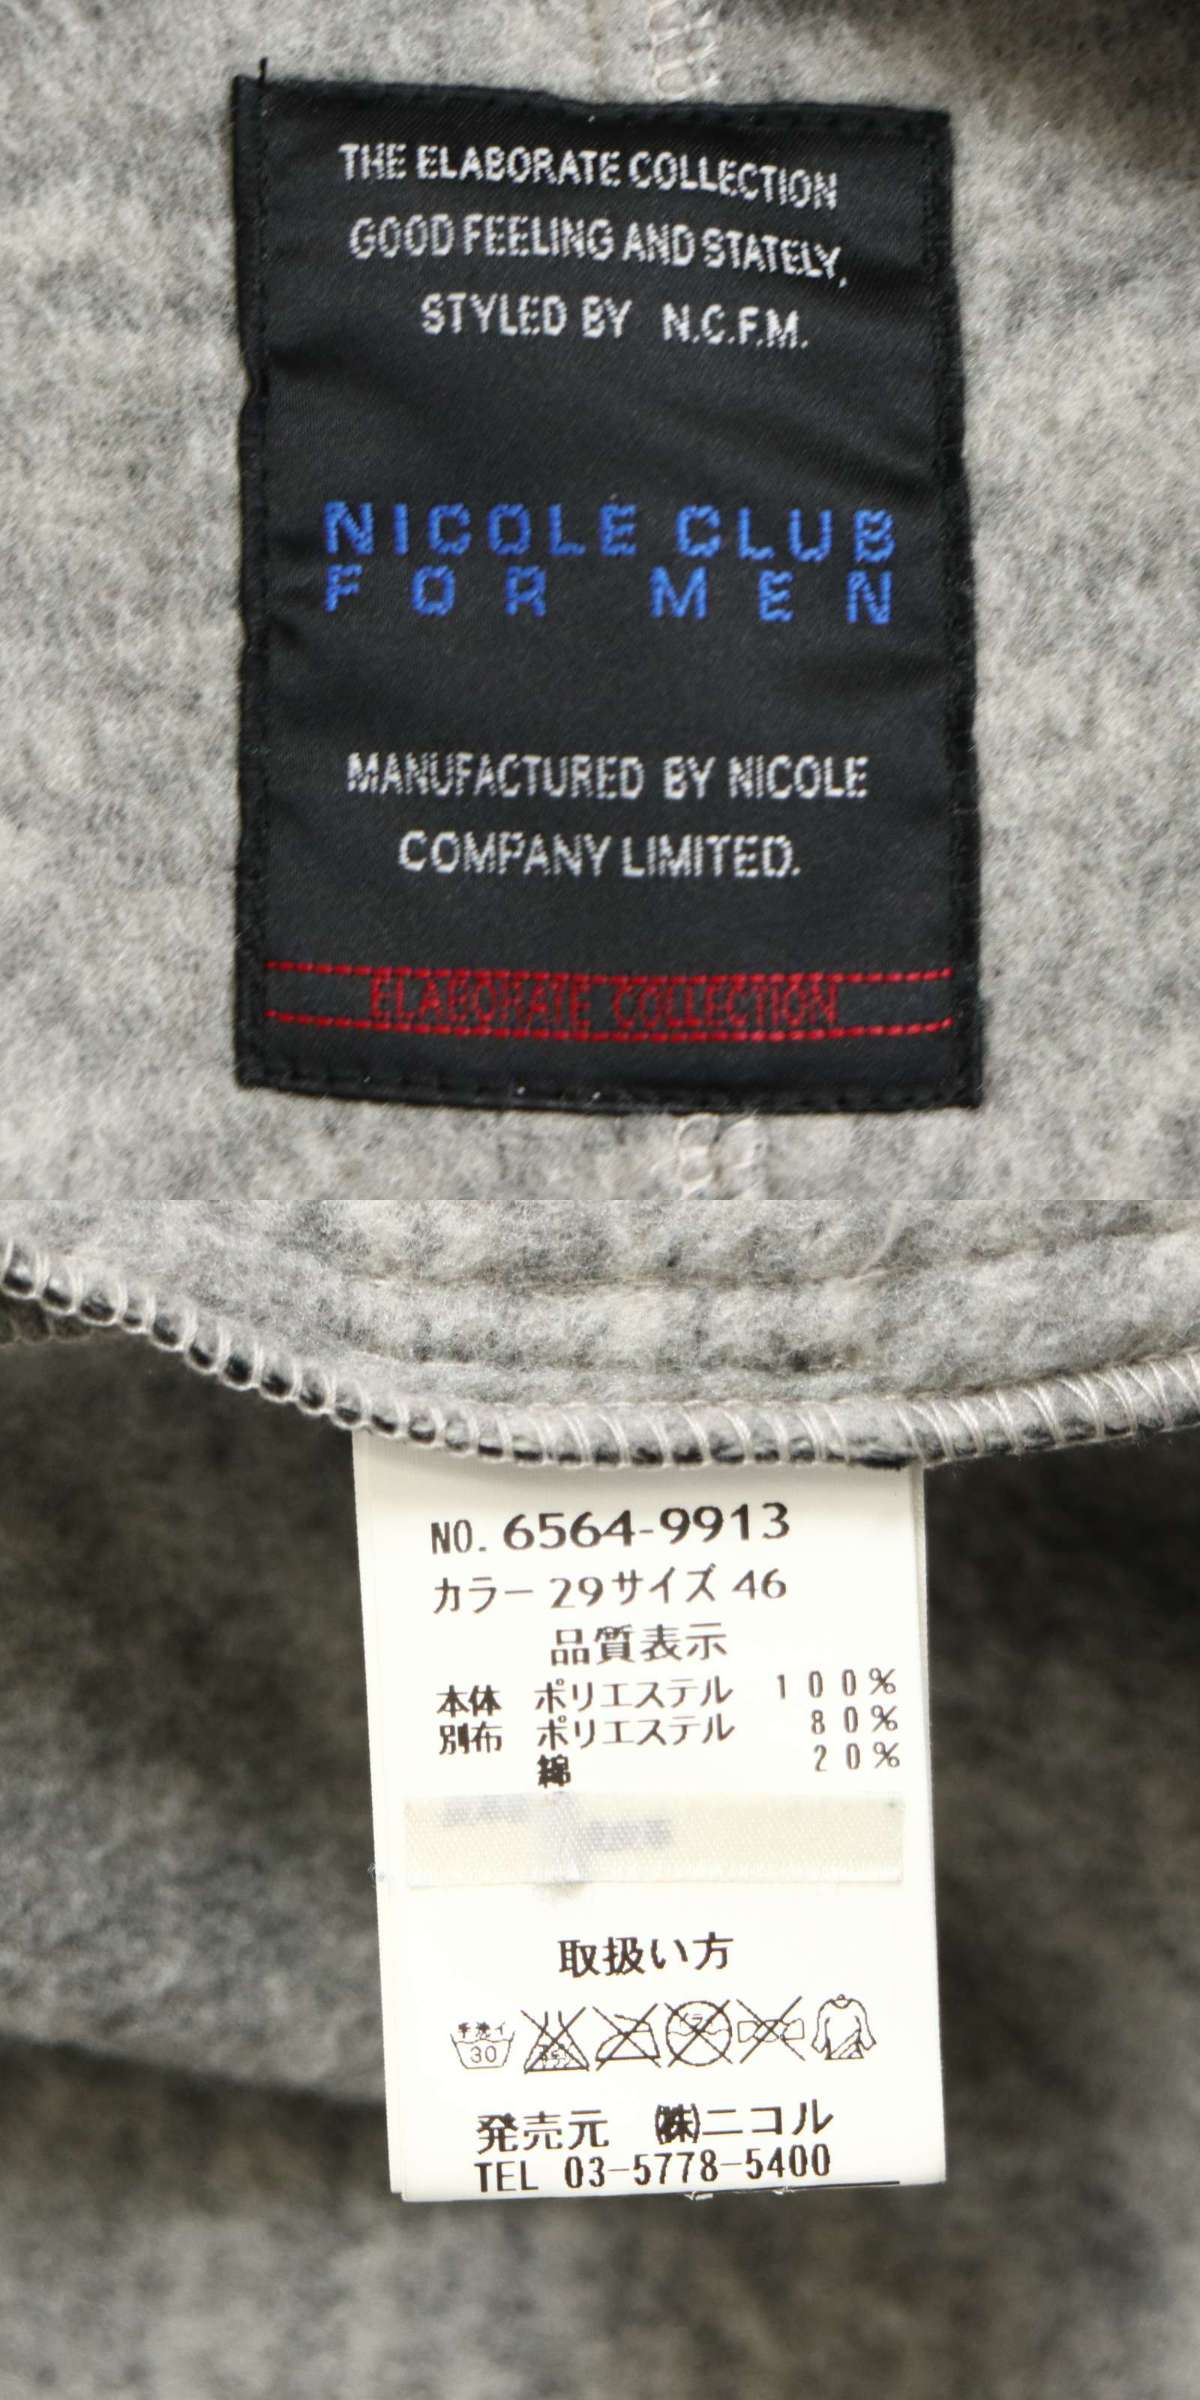 THE ELABORATE COLLECTION
GOOD FEELING AND STATELY,
STYLED BY N.C.F.M.
NICOLE CLUB
FOR MEN
MANUFACTURED BY NICOLE
COMPANY LIMITED.
ELABORATE COLLECTION
NO. 6564-9913
カラー 29 サイズ 46
品質表示
本体 ポリエステル 100%
別布 ポリエステル 80%
綿 20%
取扱い方
手洗イ
30
発売元 ㈱ニコル
TEL 03-5778-5400